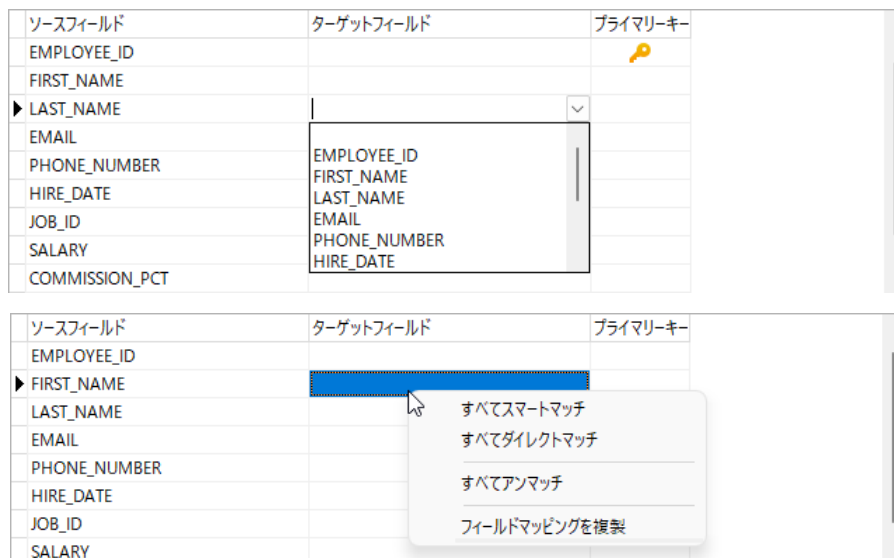 ソースフィールド ターゲットフィールド プライマリーキー
EMPLOYEE_ID
FIRST_NAME
LAST_NAME
EMAIL
PHONE_NUMBER
HIRE_DATE
JOB_ID
SALARY
COMMISSION_PCT
EMPLOYEE_ID
FIRST_NAME
LAST_NAME
EMAIL
PHONE_NUMBER
HIRE_DATE
ソースフィールド ターゲットフィールド プライマリーキー
EMPLOYEE_ID
FIRST_NAME
LAST_NAME
EMAIL
PHONE_NUMBER
HIRE_DATE
JOB_ID
SALARY
すべてスマートマッチ
すべてダイレクトマッチ
すべてアンマッチ
フィールドマッピングを複製